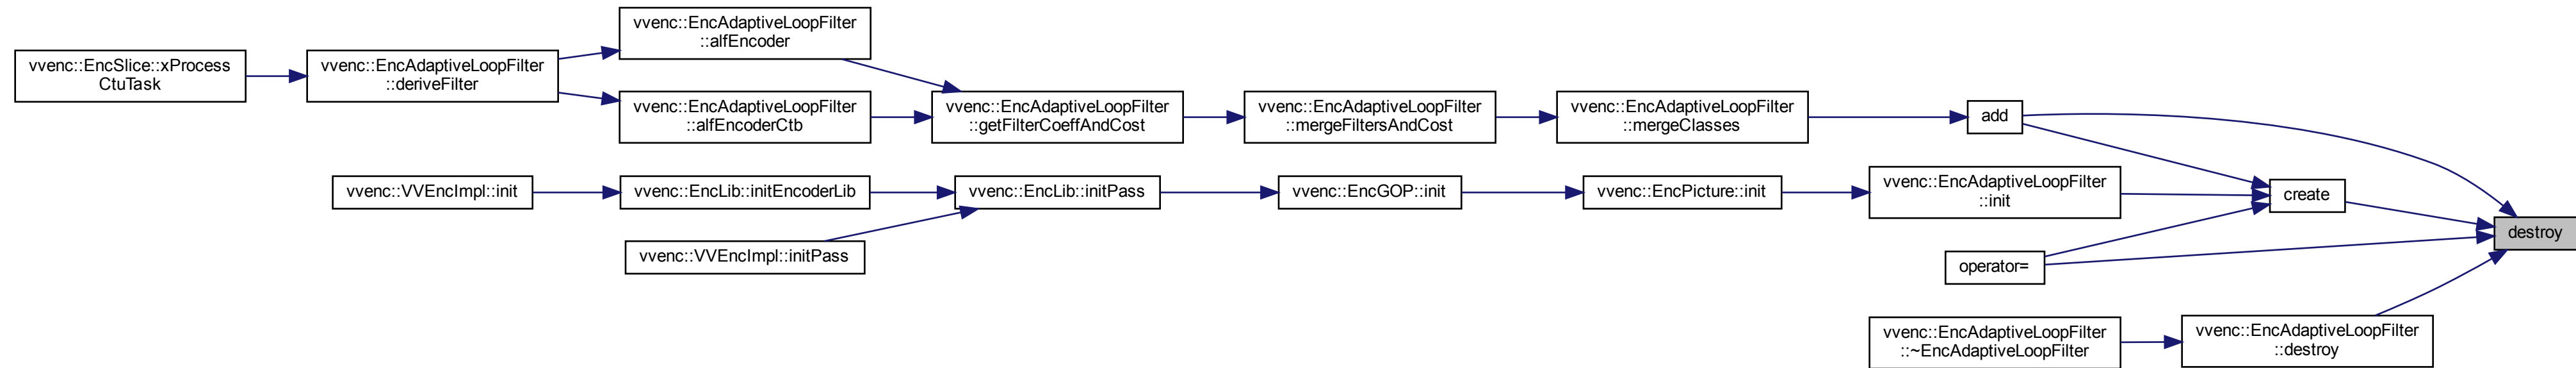 vvenc::EncSlice::xProcess
CtuTask
vvenc::EncAdaptiveLoopFilter
::deriveFilter
vvenc::EncAdaptiveLoopFilter
::alfEncoder
vvenc::EncAdaptiveLoopFilter
::alfEncoderCtb
vvenc::EncAdaptiveLoopFilter
::getFilterCoeffAndCost
vvenc::EncAdaptiveLoopFilter
::mergeFiltersAndCost
vvenc::EncAdaptiveLoopFilter
::mergeClasses
add
vvenc::VVEncImpl::init
vvenc::EncLib::initEncoderLib
vvenc::EncLib::initPass
vvenc::EncGOP::init
vvenc::EncPicture::init
vvenc::EncAdaptiveLoopFilter
::init
create
destroy
vvenc::VVEncImpl::initPass
operator=
vvenc::EncAdaptiveLoopFilter
::~EncAdaptiveLoopFilter
vvenc::EncAdaptiveLoopFilter
::destroy